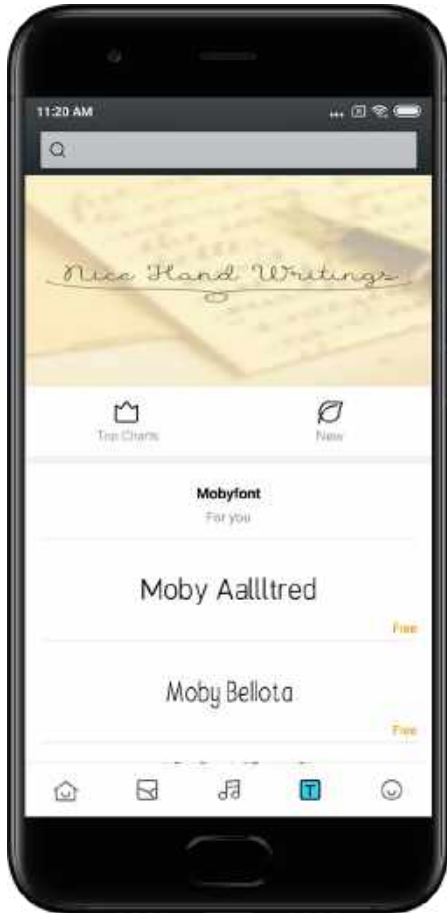 11:20 AM
Nice Hand Writings
Top Charts
New
Mobyfont
For you
Moby Aallltred
Free
Moby Bellota
Free
T